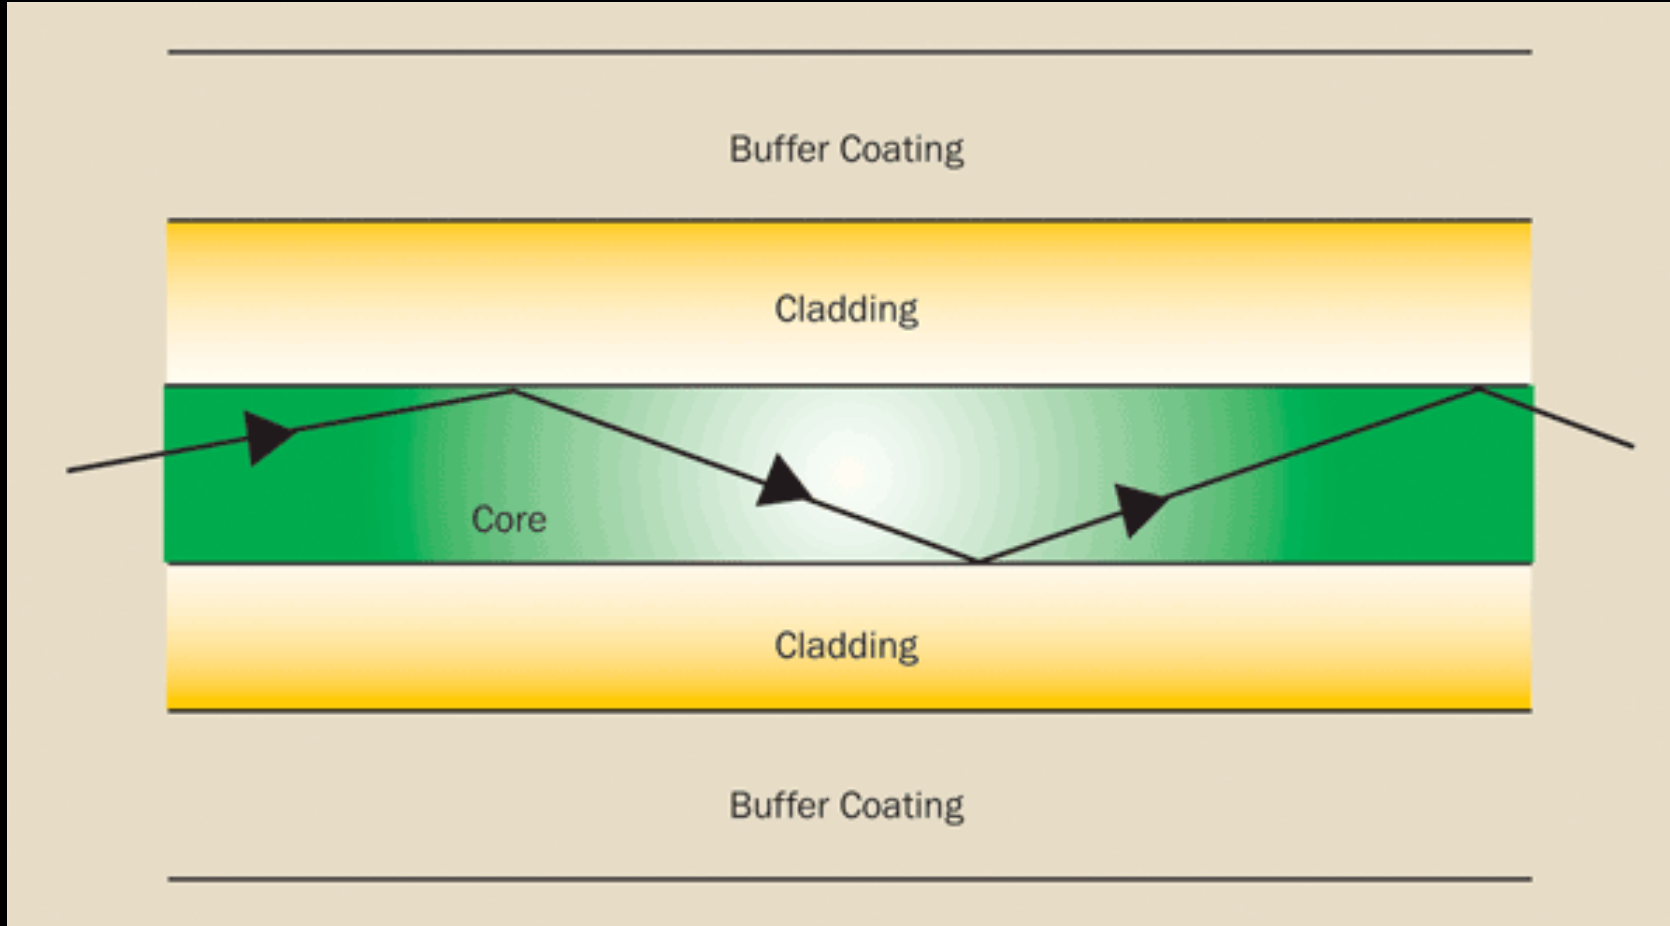 Buffer Coating
Cladding
Core
Cladding
Buffer Coating